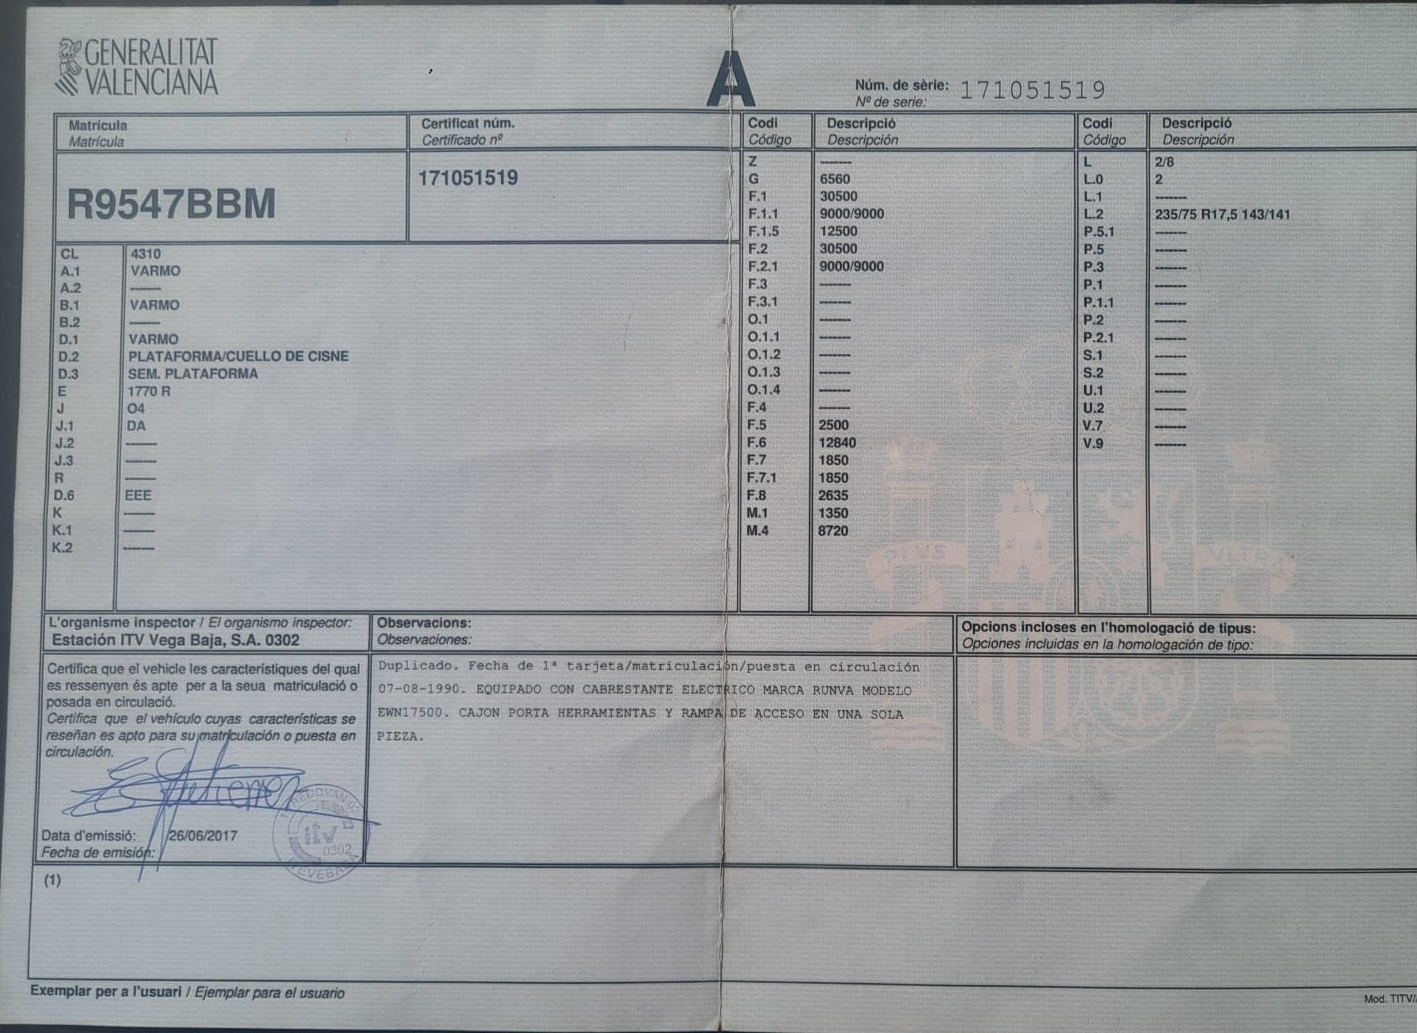 GENERALITAT
VALENCIANA
A
Núm. de sèrie: 171051519
Nº de serie:
Matrícula
Matrícula
Certificat núm.
Certificado nº
R9547BBM
171051519
CL 4310
A.1 VARMO
A.2 ------
B.1 VARMO
B.2 ------
D.1 VARMO
D.2 PLATAFORMA/CUELLO DE CISNE
D.3 SEM. PLATAFORMA
E 1770 R
J O4
J.1 DA
J.2 ------
J.3 ------
R ------
D.6 EEE
K ------
K.1 ------
K.2 ------
Codi Descripció
Código Descripción
Z ------
G 6560
F.1 30500
F.1.1 9000/9000
F.1.5 12500
F.2 30500
F.2.1 9000/9000
F.3 ------
F.3.1 ------
O.1 ------
O.1.1 ------
O.1.2 ------
O.1.3 ------
O.1.4 ------
F.4 ------
F.5 2500
F.6 12840
F.7 1850
F.7.1 1850
F.8 2635
M.1 1350
M.4 8720
Codi Descripció
Código Descripción
L 2/8
L.0 2
L.1 ------
L.2 235/75 R17,5 143/141
P.5.1 ------
P.5 ------
P.3 ------
P.1 ------
P.1.1 ------
P.2 ------
P.2.1 ------
S.1 ------
S.2 ------
U.1 ------
U.2 ------
V.7 ------
V.9 ------
PLVS VLTRA
L'organisme inspector / El organismo inspector:
Estación ITV Vega Baja, S.A. 0302
Certifica que el vehicle les característiques del qual
es ressenyen és apte per a la seua matriculació o
posada en circulació.
Certifica que el vehículo cuyas características se
reseñan es apto para su matriculación o puesta en
circulación.
itv
0302
Data d'emissió: 26/06/2017
Fecha de emisión:
Observacions:
Observaciones:
Duplicado. Fecha de 1ª tarjeta/matriculación/puesta en circulación
07-08-1990. EQUIPADO CON CABRESTANTE ELECTRICO MARCA RUNVA MODELO
EWN17500. CAJON PORTA HERRAMIENTAS Y RAMPA DE ACCESO EN UNA SOLA
PIEZA.
Opcions incloses en l'homologació de tipus:
Opciones incluidas en la homologación de tipo:
(1)
Exemplar per a l'usuari / Ejemplar para el usuario
Mod. TITV/